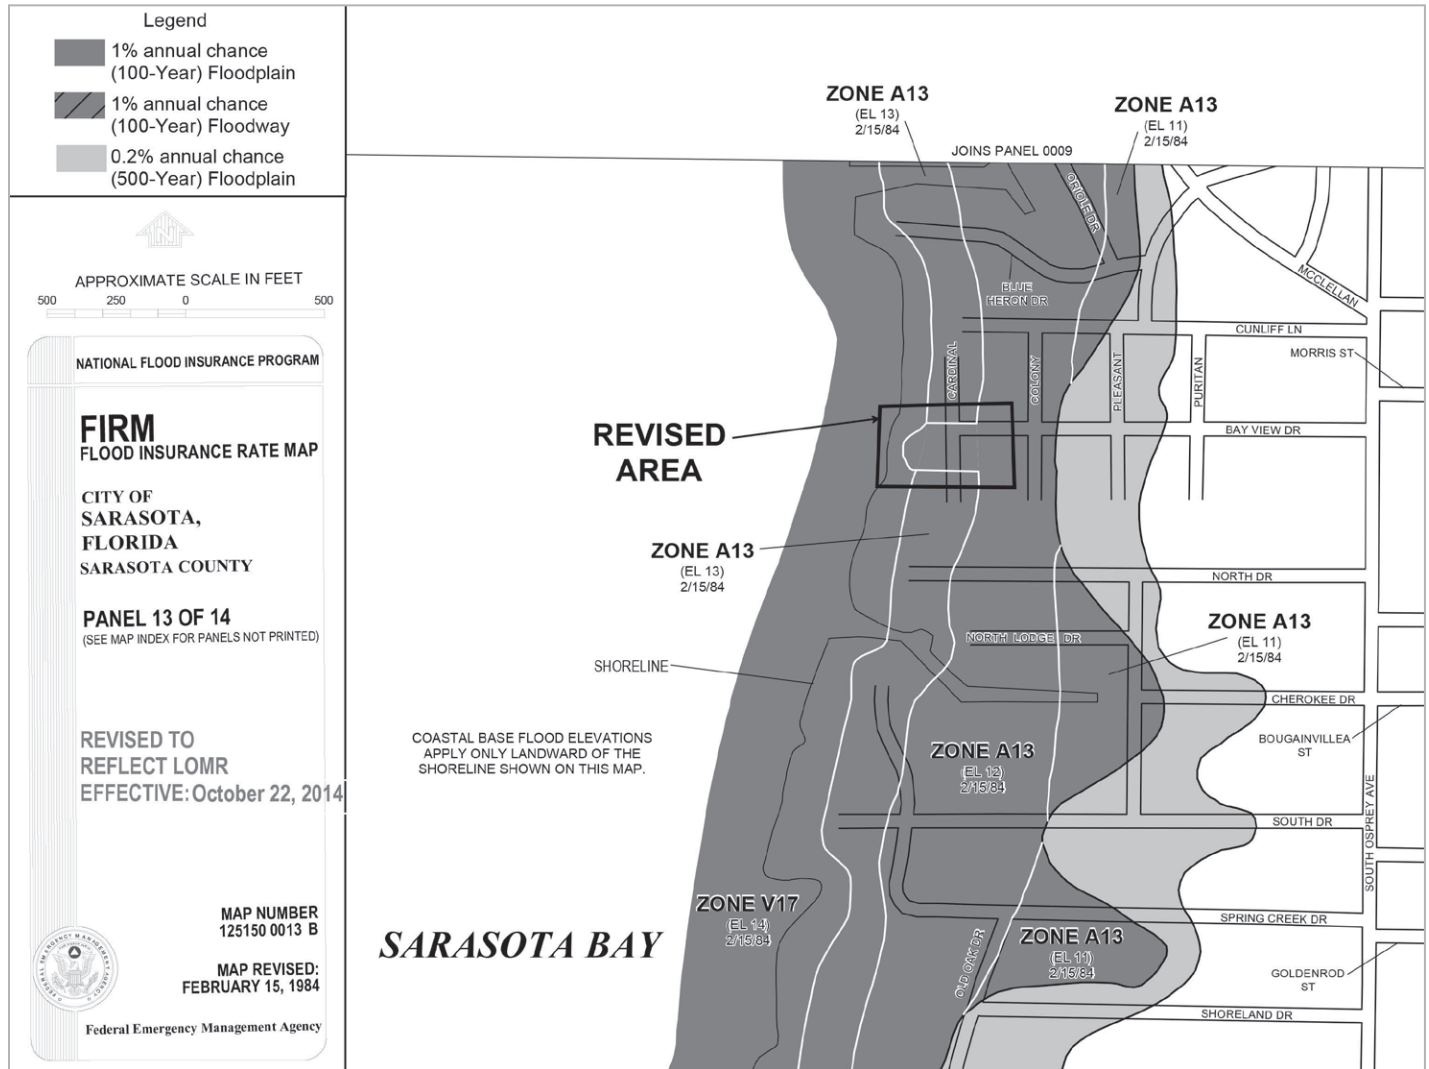 Legend
1% annual chance
(100-Year) Floodplain
1% annual chance
(100-Year) Floodway
0.2% annual chance
(500-Year) Floodplain
APPROXIMATE SCALE IN FEET
500 250 0 500
NATIONAL FLOOD INSURANCE PROGRAM
FIRM
FLOOD INSURANCE RATE MAP
CITY OF
SARASOTA,
FLORIDA
SARASOTA COUNTY
PANEL 13 OF 14
(SEE MAP INDEX FOR PANELS NOT PRINTED)
REVISED TO
REFLECT LOMR
EFFECTIVE: October 22, 2014
MAP NUMBER
125150 0013 B
MAP REVISED:
FEBRUARY 15, 1984
Federal Emergency Management Agency
ZONE A13
(EL 13)
2/15/84
ZONE A13
(EL 11)
2/15/84
JOINS PANEL 0009
ORIOLE DR
MCCLELLAN
BLUE
HERON DR
CUNLIFF LN
MORRIS ST
CARDINAL
COLONY
PLEASANT
PURITAN
REVISED
AREA
BAY VIEW DR
ZONE A13
(EL 13)
2/15/84
NORTH DR
ZONE A13
(EL 11)
2/15/84
NORTH LODGE DR
SHORELINE
CHEROKEE DR
COASTAL BASE FLOOD ELEVATIONS
APPLY ONLY LANDWARD OF THE
SHORELINE SHOWN ON THIS MAP.
BOUGAINVILLEA
ST
ZONE A13
(EL 12)
2/15/84
SOUTH DR
SOUTH OSPREY AVE
ZONE V17
(EL 14)
2/15/84
SARASOTA BAY
SPRING CREEK DR
OLD OAK DR
ZONE A13
(EL 11)
2/15/84
GOLDENROD
ST
SHORELAND DR